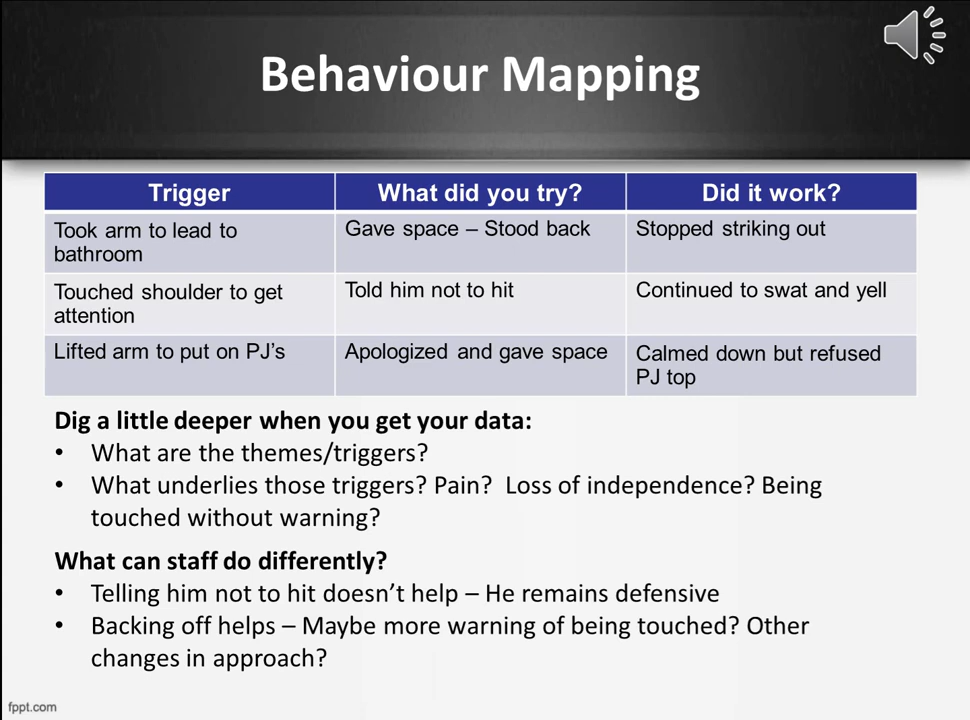 Behaviour Mapping
Trigger What did you try? Did it work?
Took arm to lead to bathroom Gave space – Stood back Stopped striking out
Touched shoulder to get attention Told him not to hit Continued to swat and yell
Lifted arm to put on PJ’s Apologized and gave space Calmed down but refused PJ top
Dig a little deeper when you get your data:
• What are the themes/triggers?
• What underlies those triggers? Pain? Loss of independence? Being
touched without warning?
What can staff do differently?
• Telling him not to hit doesn’t help – He remains defensive
• Backing off helps – Maybe more warning of being touched? Other
changes in approach?
fppt.com